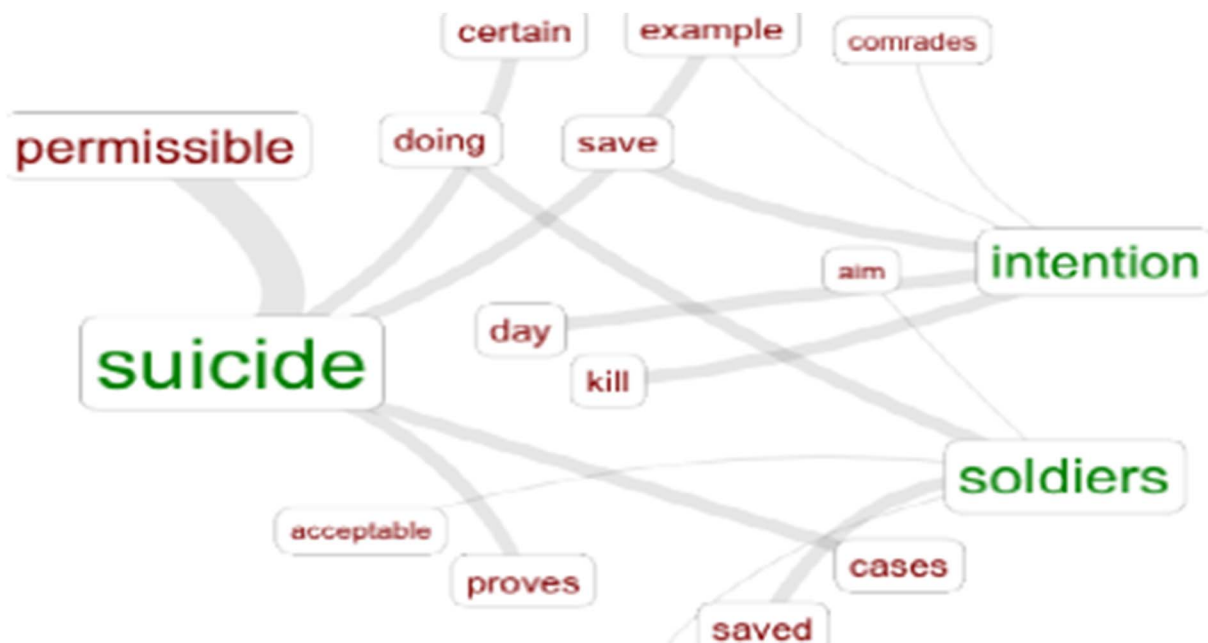 certain
example
comrades
permissible
doing
save
intention
aim
day
suicide
kill
soldiers
acceptable
cases
proves
saved